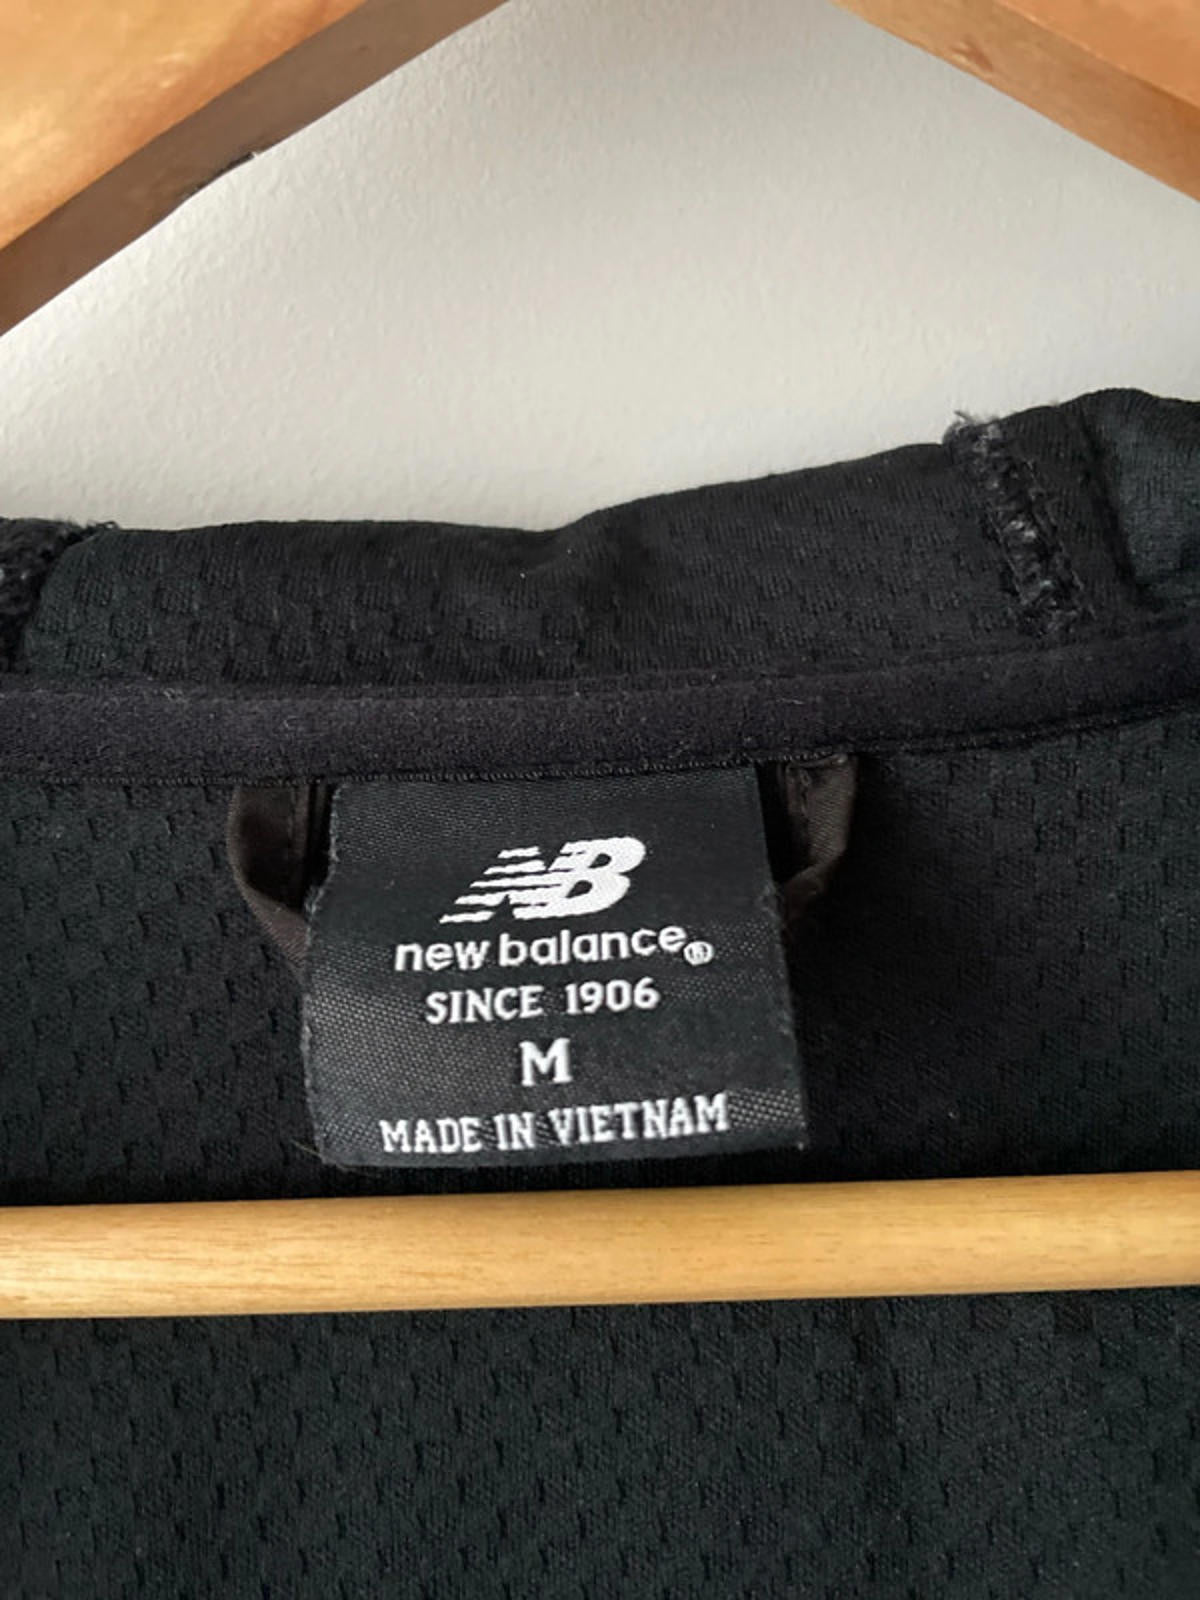 NB
new balance®
SINCE 1906
M
MADE IN VIETNAM